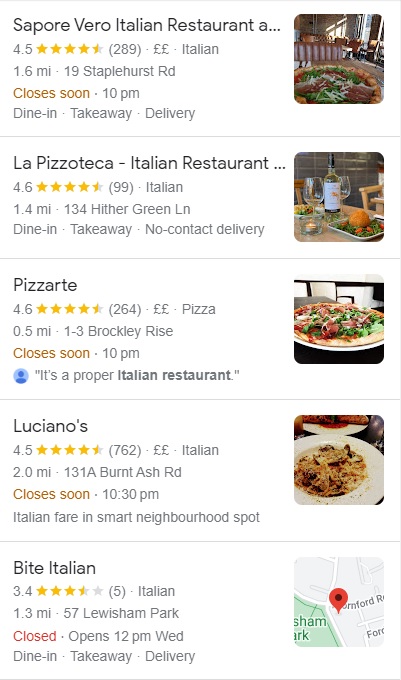 Sapore Vero Italian Restaurant a...
4.5 ★★★★★ (289) · ££ · Italian
1.6 mi · 19 Staplehurst Rd
Closes soon · 10 pm
Dine-in · Takeaway · Delivery
La Pizzoteca - Italian Restaurant ...
4.6 ★★★★★ (99) · Italian
1.4 mi · 134 Hither Green Ln
Dine-in · Takeaway · No-contact delivery
Pizzarte
4.6 ★★★★★ (264) · ££ · Pizza
0.5 mi · 1-3 Brockley Rise
Closes soon · 10 pm
"It's a proper Italian restaurant."
Luciano's
4.5 ★★★★★ (762) · ££ · Italian
2.0 mi · 131A Burnt Ash Rd
Closes soon · 10:30 pm
Italian fare in smart neighbourhood spot
Bite Italian
3.4 ★★★★★ (5) · Italian
1.3 mi · 57 Lewisham Park
Closed · Opens 12 pm Wed
Dine-in · Takeaway · Delivery
ornford Ro
sham
ark
Ford